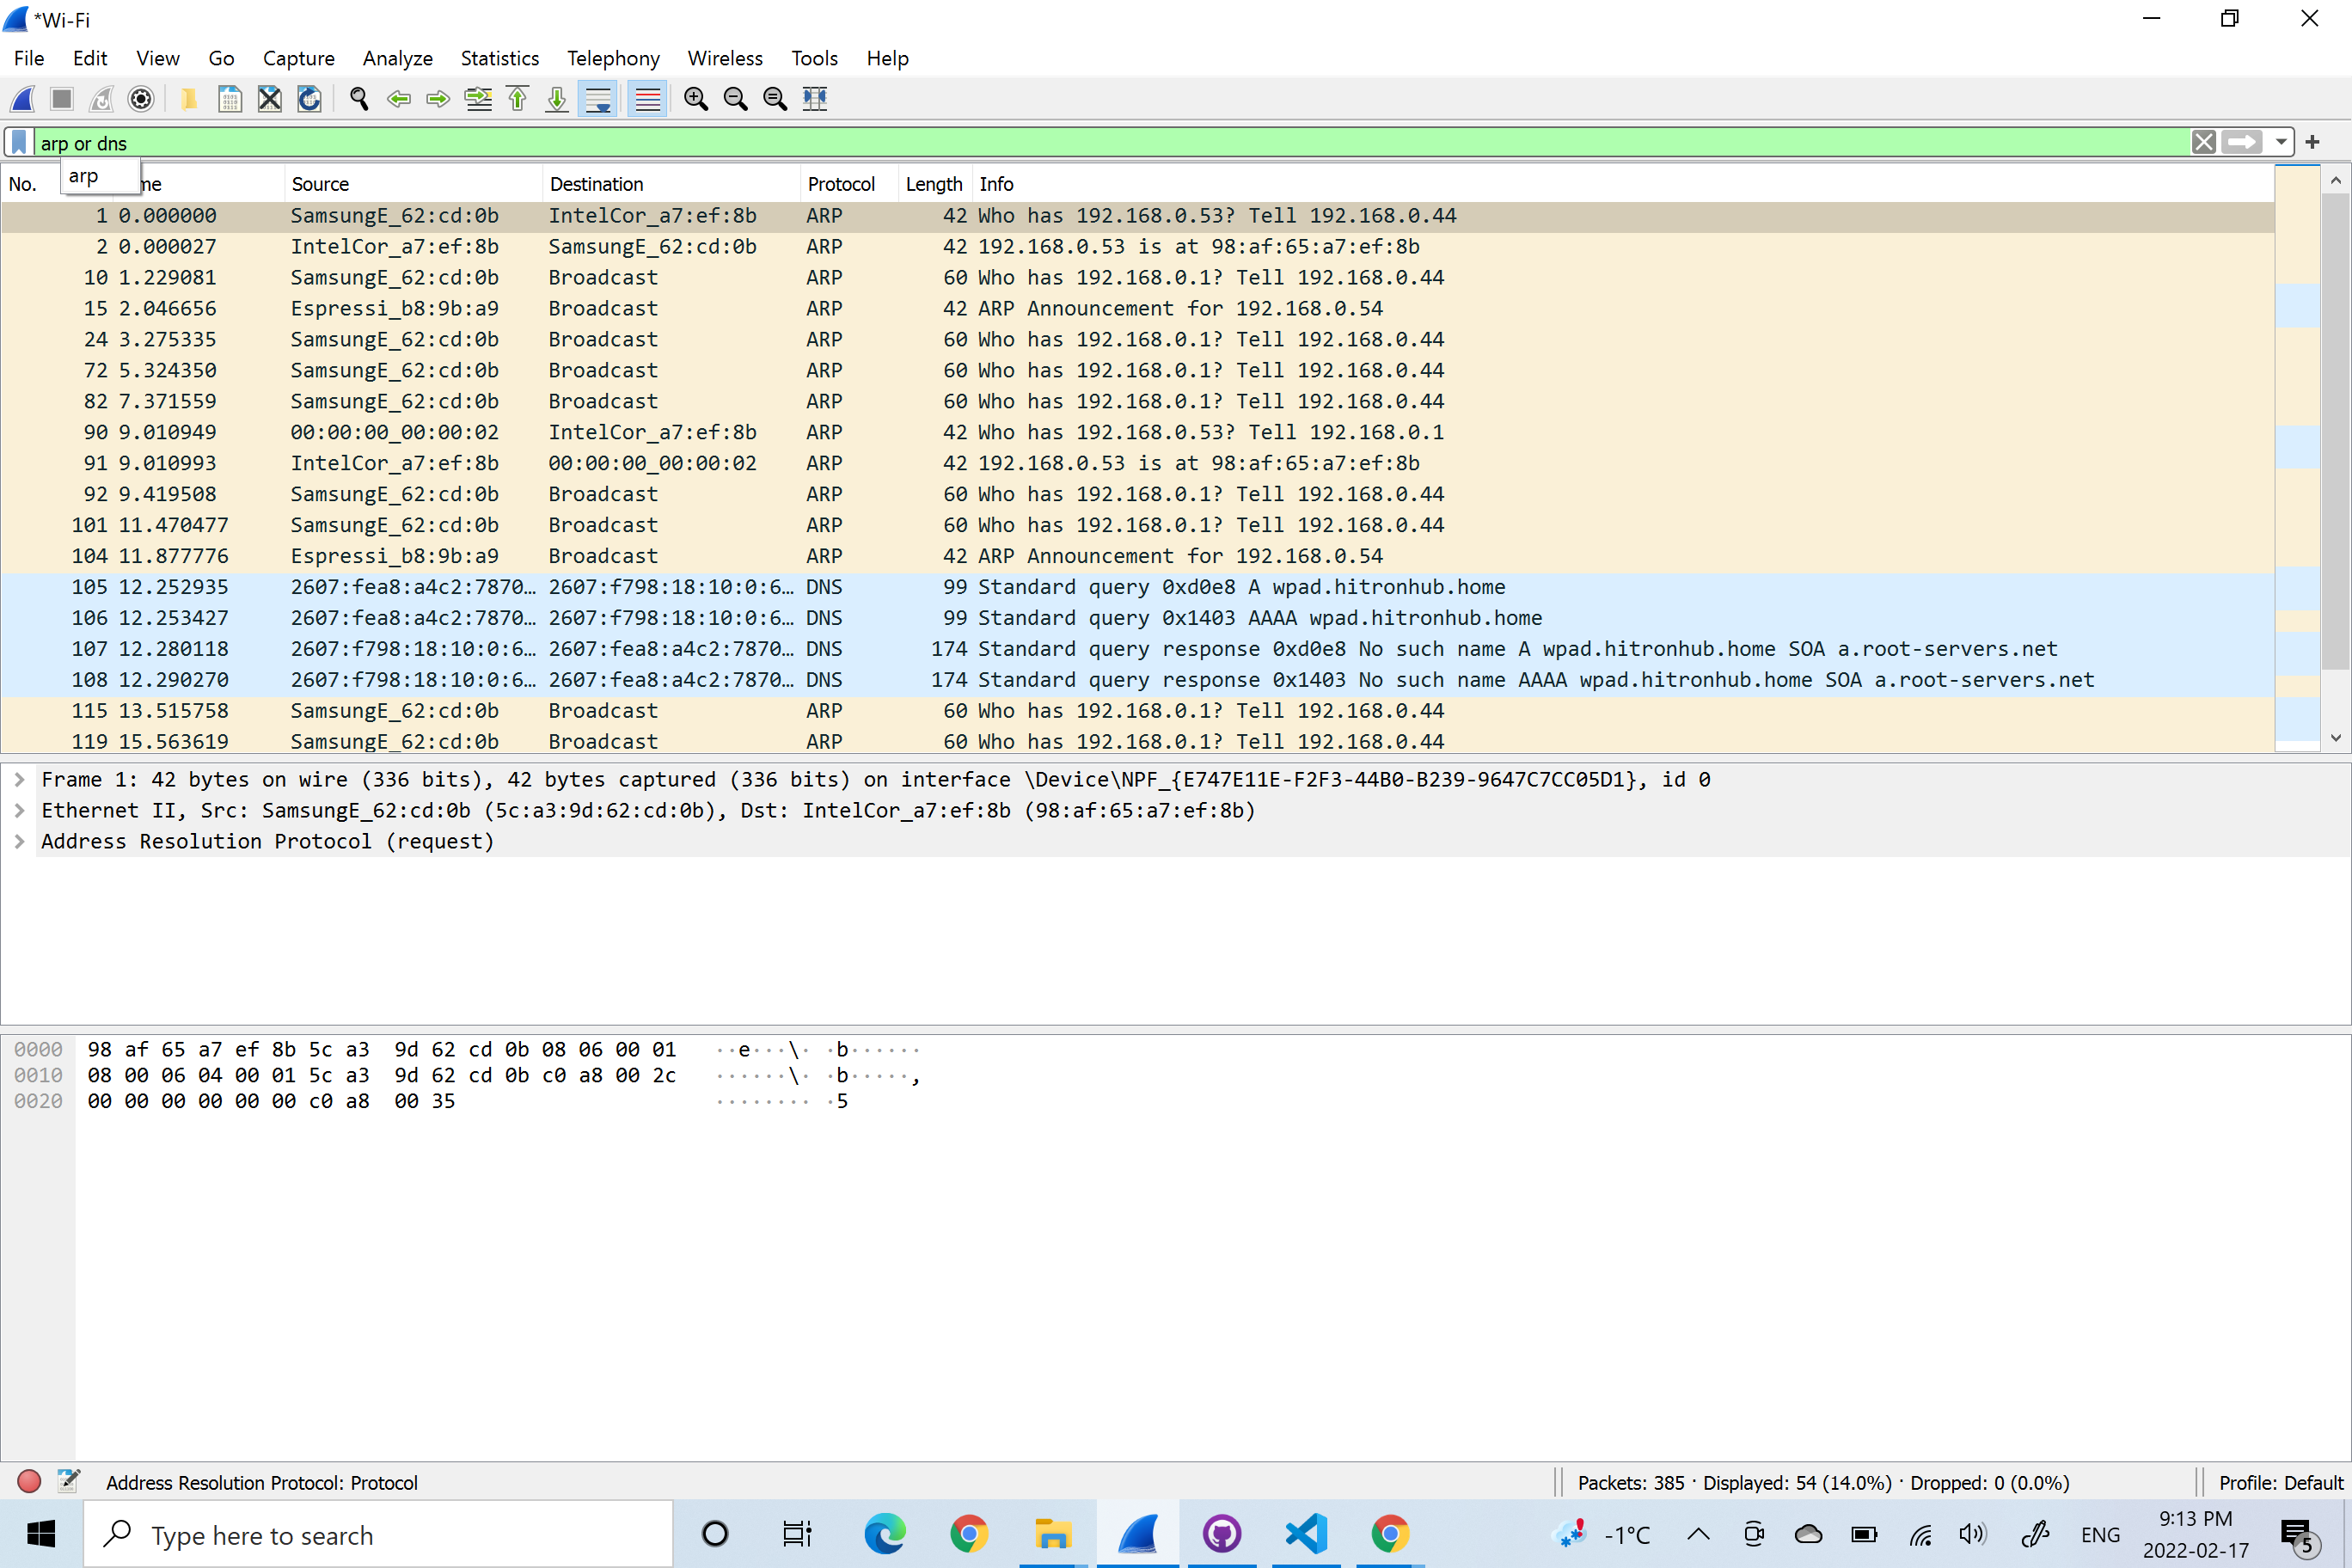 *Wi-Fi
File Edit View Go Capture Analyze Statistics Telephony Wireless Tools Help
arp or dns
arp
No. me Source Destination Protocol Length Info
1 0.000000 SamsungE_62:cd:0b IntelCor_a7:ef:8b ARP 42 Who has 192.168.0.53? Tell 192.168.0.44
2 0.000027 IntelCor_a7:ef:8b SamsungE_62:cd:0b ARP 42 192.168.0.53 is at 98:af:65:a7:ef:8b
10 1.229081 SamsungE_62:cd:0b Broadcast ARP 60 Who has 192.168.0.1? Tell 192.168.0.44
15 2.046656 Espressi_b8:9b:a9 Broadcast ARP 42 ARP Announcement for 192.168.0.54
24 3.275335 SamsungE_62:cd:0b Broadcast ARP 60 Who has 192.168.0.1? Tell 192.168.0.44
72 5.324350 SamsungE_62:cd:0b Broadcast ARP 60 Who has 192.168.0.1? Tell 192.168.0.44
82 7.371559 SamsungE_62:cd:0b Broadcast ARP 60 Who has 192.168.0.1? Tell 192.168.0.44
90 9.010949 00:00:00_00:00:02 IntelCor_a7:ef:8b ARP 42 Who has 192.168.0.53? Tell 192.168.0.1
91 9.010993 IntelCor_a7:ef:8b 00:00:00_00:00:02 ARP 42 192.168.0.53 is at 98:af:65:a7:ef:8b
92 9.419508 SamsungE_62:cd:0b Broadcast ARP 60 Who has 192.168.0.1? Tell 192.168.0.44
101 11.470477 SamsungE_62:cd:0b Broadcast ARP 60 Who has 192.168.0.1? Tell 192.168.0.44
104 11.877776 Espressi_b8:9b:a9 Broadcast ARP 42 ARP Announcement for 192.168.0.54
105 12.252935 2607:fea8:a4c2:7870… 2607:f798:18:10:0:6… DNS 99 Standard query 0xd0e8 A wpad.hitronhub.home
106 12.253427 2607:fea8:a4c2:7870… 2607:f798:18:10:0:6… DNS 99 Standard query 0x1403 AAAA wpad.hitronhub.home
107 12.280118 2607:f798:18:10:0:6… 2607:fea8:a4c2:7870… DNS 174 Standard query response 0xd0e8 No such name A wpad.hitronhub.home SOA a.root-servers.net
108 12.290270 2607:f798:18:10:0:6… 2607:fea8:a4c2:7870… DNS 174 Standard query response 0x1403 No such name AAAA wpad.hitronhub.home SOA a.root-servers.net
115 13.515758 SamsungE_62:cd:0b Broadcast ARP 60 Who has 192.168.0.1? Tell 192.168.0.44
119 15.563619 SamsungE_62:cd:0b Broadcast ARP 60 Who has 192.168.0.1? Tell 192.168.0.44
Frame 1: 42 bytes on wire (336 bits), 42 bytes captured (336 bits) on interface \Device\NPF_{E747E11E-F2F3-44B0-B239-9647C7CC05D1}, id 0
Ethernet II, Src: SamsungE_62:cd:0b (5c:a3:9d:62:cd:0b), Dst: IntelCor_a7:ef:8b (98:af:65:a7:ef:8b)
Address Resolution Protocol (request)
0000 98 af 65 a7 ef 8b 5c a3 9d 62 cd 0b 08 06 00 01 ··e···\· ·b······
0010 08 00 06 04 00 01 5c a3 9d 62 cd 0b c0 a8 00 2c ······\· ·b·····,
0020 00 00 00 00 00 00 c0 a8 00 35 ········ ·5
Address Resolution Protocol: Protocol Packets: 385 · Displayed: 54 (14.0%) · Dropped: 0 (0.0%) Profile: Default
Type here to search -1°C ENG 9:13 PM
2022-02-17 5